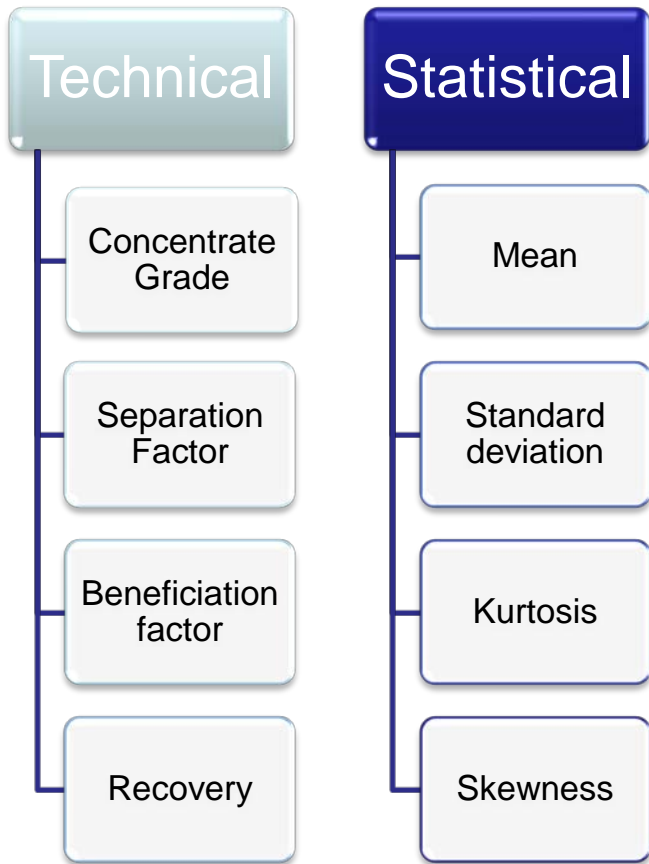 Technical
Concentrate
Grade
Separation
Factor
Beneficiation
factor
Recovery
Statistical
Mean
Standard
deviation
Kurtosis
Skewness